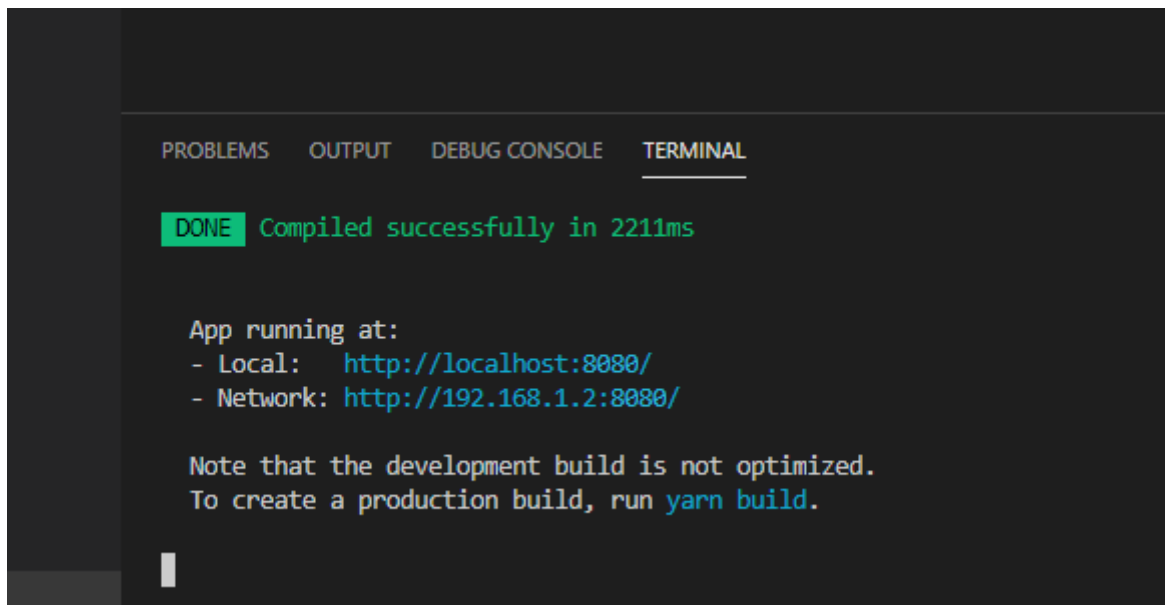 PROBLEMS OUTPUT DEBUG CONSOLE TERMINAL
DONE Compiled successfully in 2211ms
App running at:
- Local: http://localhost:8080/
- Network: http://192.168.1.2:8080/
Note that the development build is not optimized.
To create a production build, run yarn build.